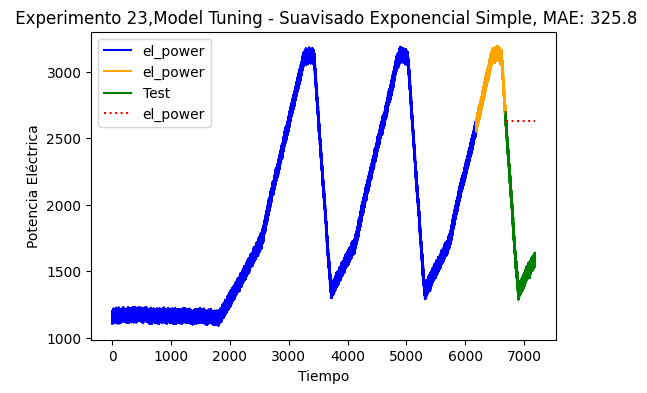 Experimento 23,Model Tuning - Suavisado Exponencial Simple, MAE: 325.8
el_power
el_power
Test
el_power
Potencia Eléctrica
3000
2500
2000
1500
1000
0 1000 2000 3000 4000 5000 6000 7000
Tiempo